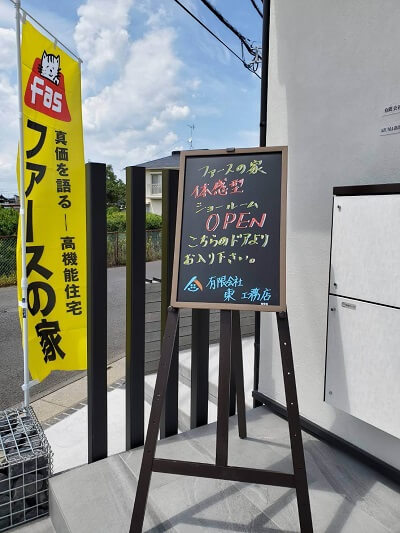 Fas
真価を語る―高機能住宅
ファースの家
Fas
ファースの家
体感型
ショールーム
OPEN
こちらのドアより
お入り下さい。
有限会社
東工務店